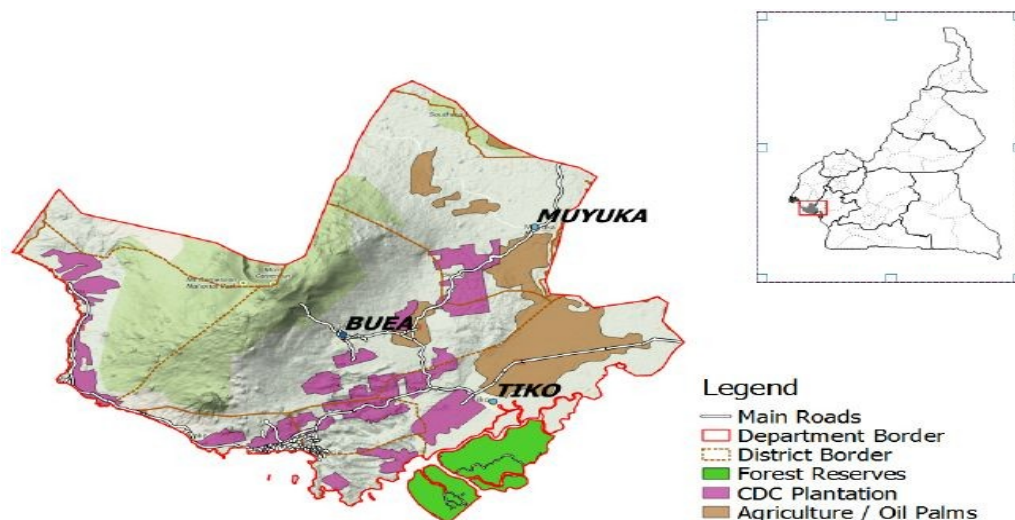 MUYUKA
BUEA
TIKO
Legend
Main Roads
Department Border
District Border
Forest Reserves
CDC Plantation
Agriculture / Oil Palms